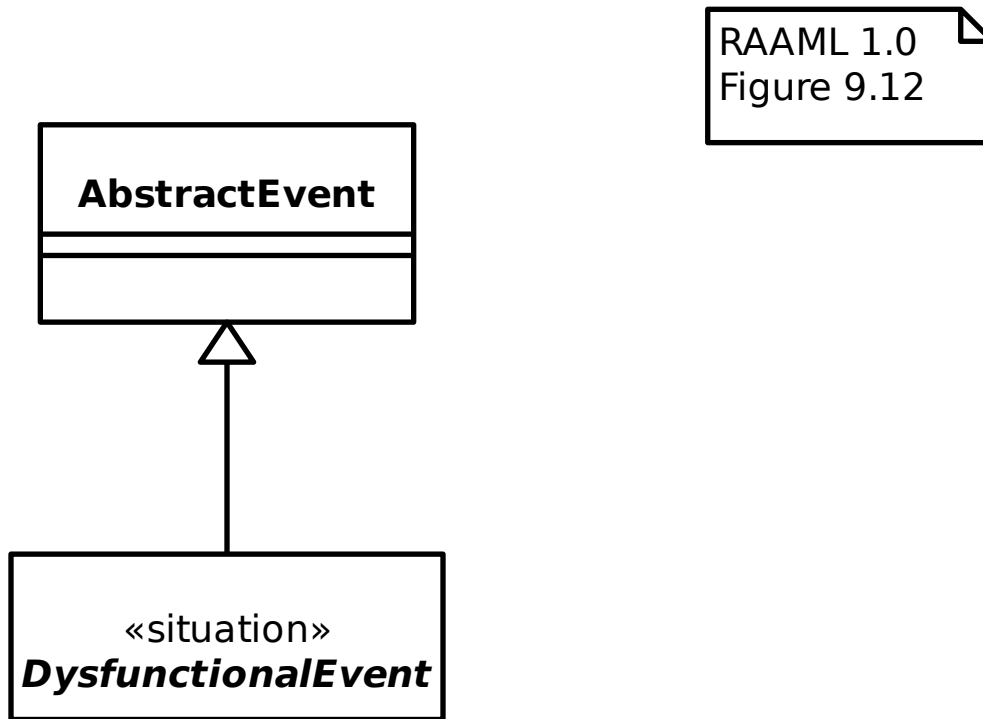 RAAML 1.0
Figure 9.12
AbstractEvent
«situation»
DysfunctionalEvent